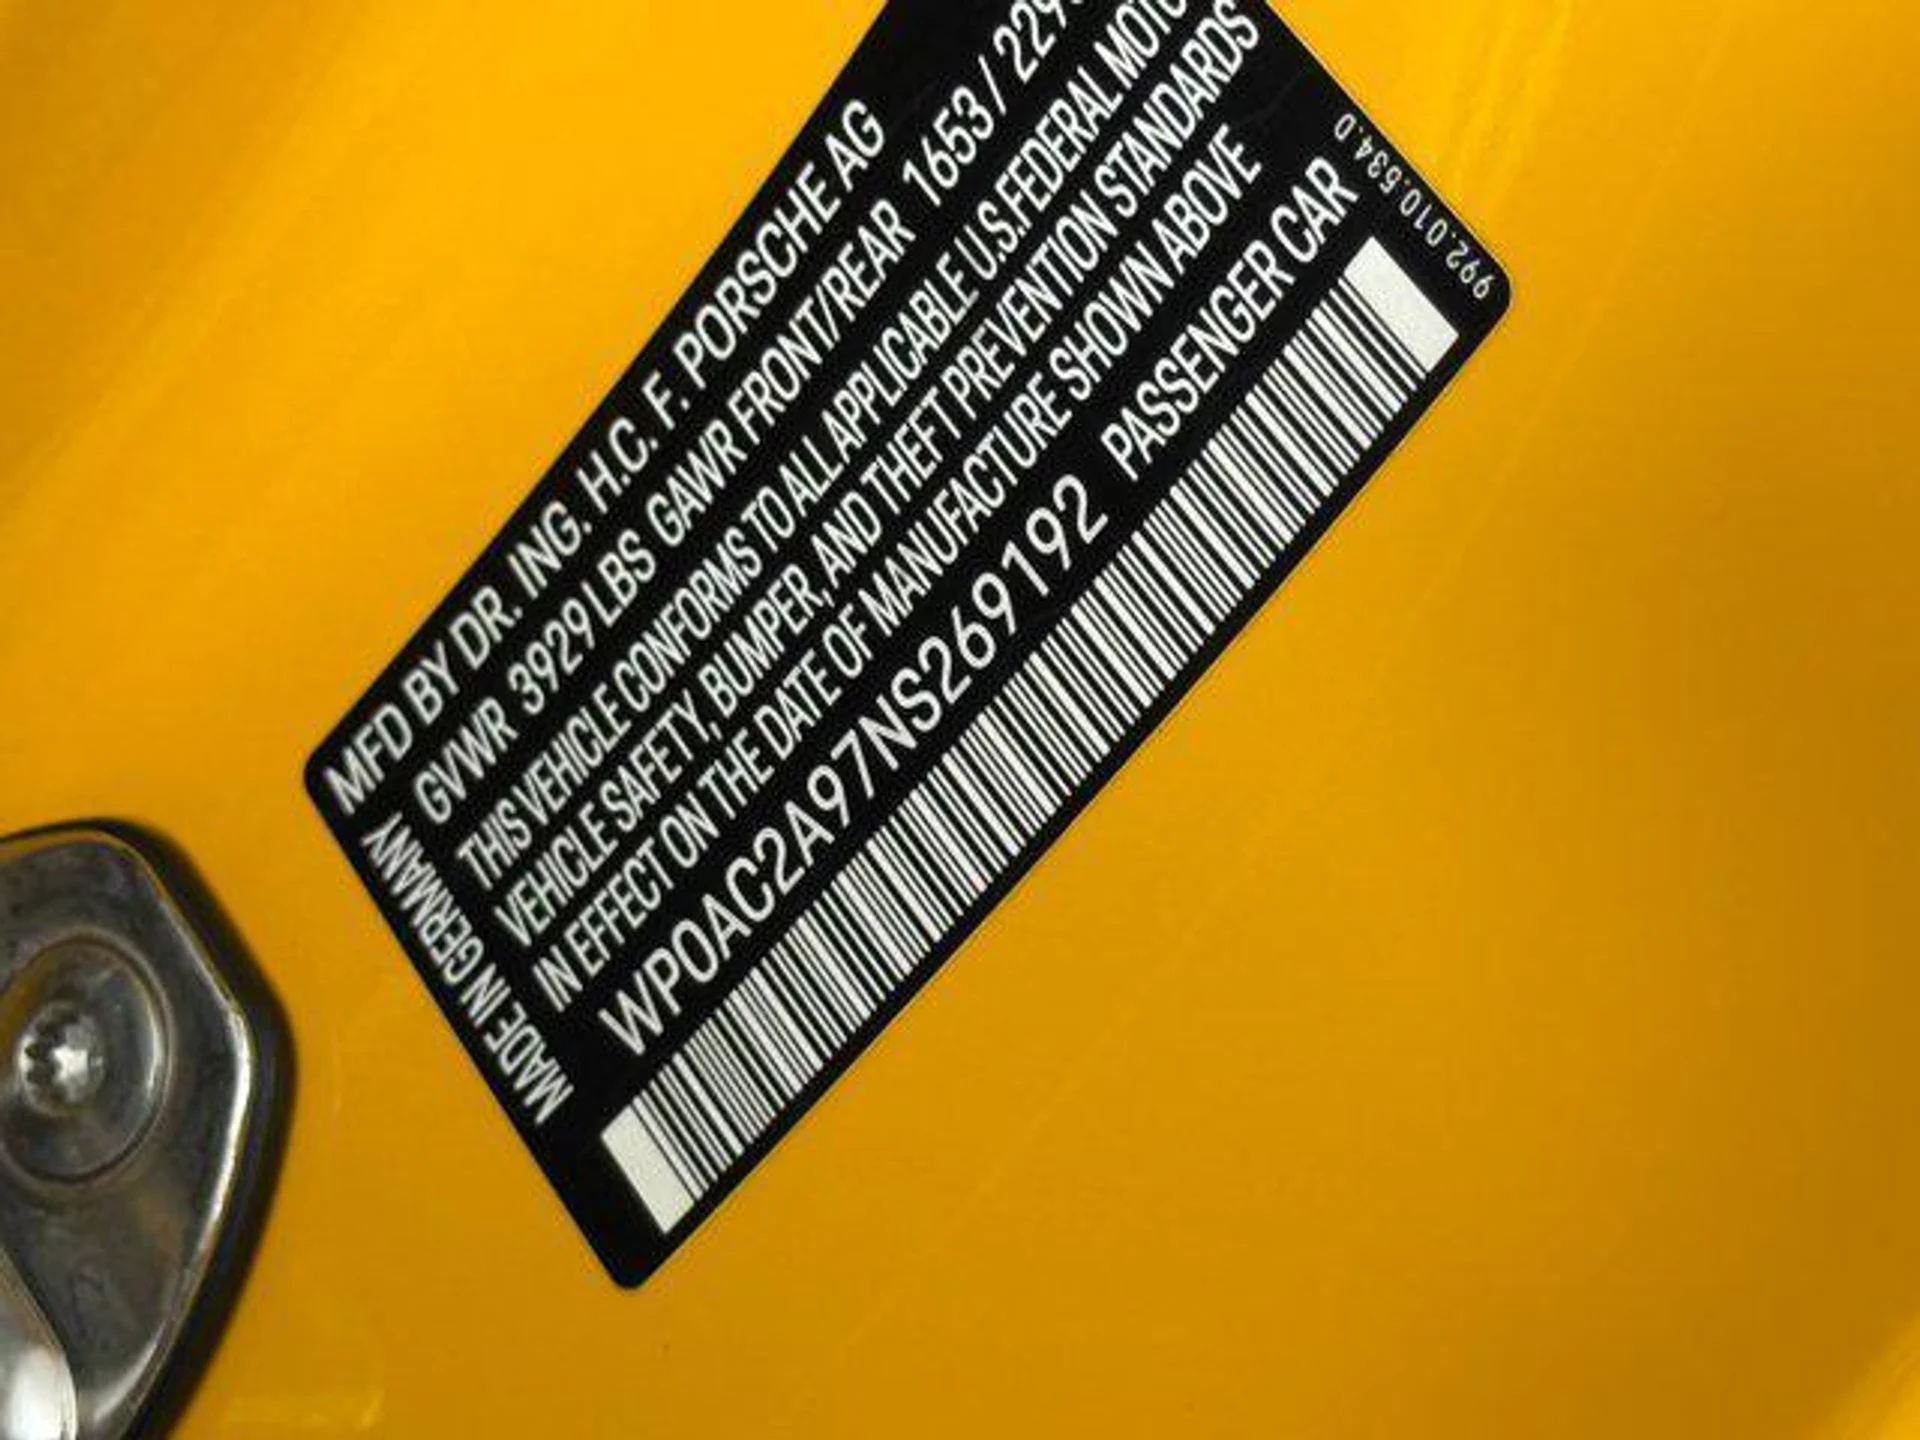 MFD BY DR. ING. H.C. F. PORSCHE AG
GVWR 3929 LBS GAWR FRONT/REAR 1653 / 229
THIS VEHICLE CONFORMS TO ALL APPLICABLE U.S.FEDERAL MOTO
VEHICLE SAFETY, BUMPER, AND THEFT PREVENTION STANDARDS
IN EFFECT ON THE DATE OF MANUFACTURE SHOWN ABOVE
WP0AC2A97NS269192 PASSENGER CAR
MADE IN GERMANY
992.010.534.D